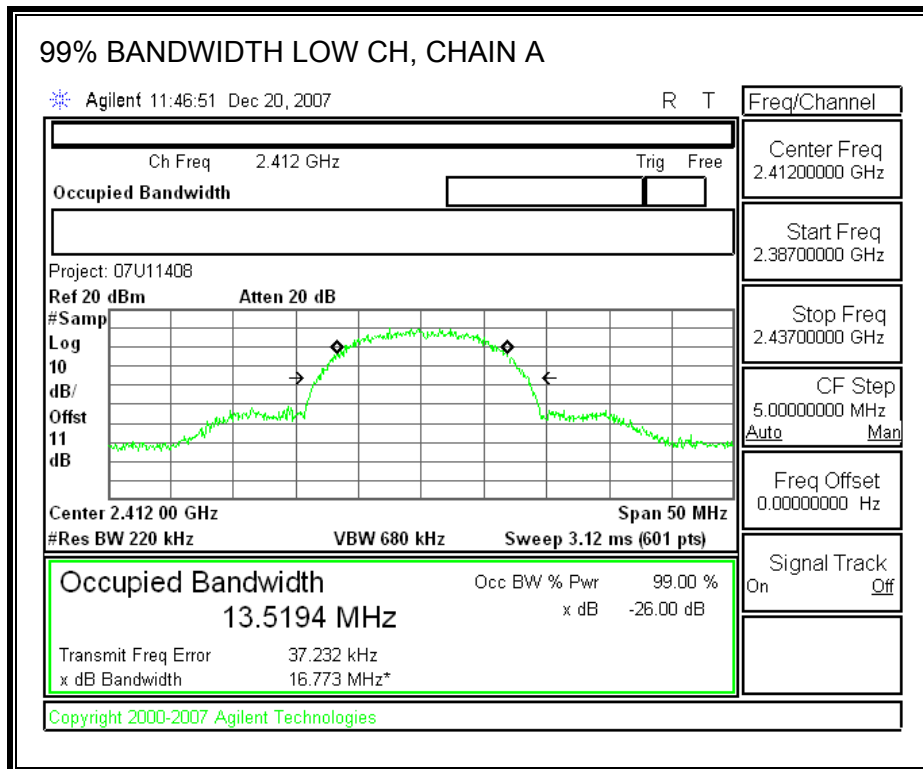 99% BANDWIDTH LOW CH, CHAIN A
Agilent 11:46:51 Dec 20, 2007 R T
Freq/Channel
Ch Freq 2.412 GHz Trig Free
Occupied Bandwidth
Center Freq
2.41200000 GHz
Start Freq
2.38700000 GHz
Stop Freq
2.43700000 GHz
CF Step
5.00000000 MHz
Auto Man
Freq Offset
0.00000000 Hz
Signal Track
On Off
Project: 07U11408
Ref 20 dBm Atten 20 dB
#Samp
Log
10
dB/
Offst
11
dB
Center 2.412 00 GHz Span 50 MHz
#Res BW 220 kHz VBW 680 kHz Sweep 3.12 ms (601 pts)
Occupied Bandwidth Occ BW % Pwr 99.00 %
13.5194 MHz x dB -26.00 dB
Transmit Freq Error 37.232 kHz
x dB Bandwidth 16.773 MHz*
Copyright 2000-2007 Agilent Technologies